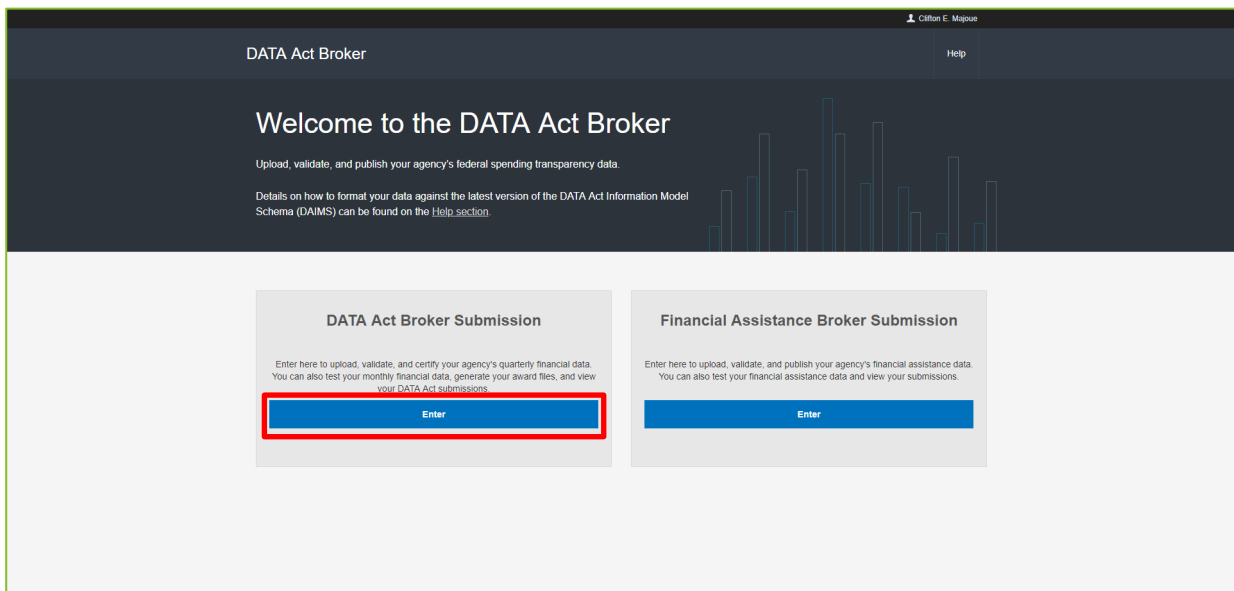 Clifton E. Majoue
DATA Act Broker
Help
Welcome to the DATA Act Broker
Upload, validate, and publish your agency's federal spending transparency data.
Details on how to format your data against the latest version of the DATA Act Information Model
Schema (DAIMS) can be found on the Help section.
DATA Act Broker Submission
Enter here to upload, validate, and certify your agency's quarterly financial data.
You can also test your monthly financial data, generate your award files, and view
your DATA Act submissions.
Enter
Financial Assistance Broker Submission
Enter here to upload, validate, and publish your agency's financial assistance data.
You can also test your financial assistance data and view your submissions.
Enter